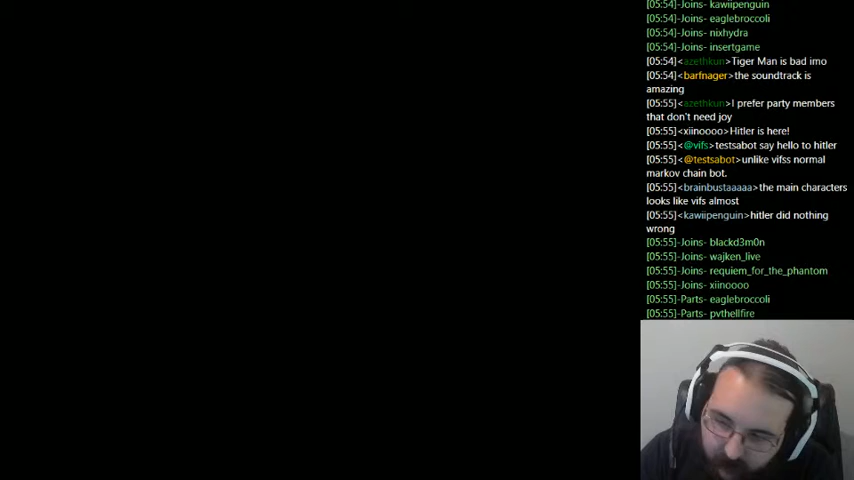 [05:54]-Joins- kawiipenguin
[05:54]-Joins- eaglebroccoli
[05:54]-Joins- nixhydra
[05:54]-Joins- insertgame
[05:54]<azethkun>Tiger Man is bad imo
[05:54]<barfnager>the soundtrack is
amazing
[05:55]<azethkun>I prefer party members
that don't need joy
[05:55]<xiinoooo>Hitler is here!
[05:55]<@vifs>testsabot say hello to hitler
[05:55]<@testsabot>unlike vifss normal
markov chain bot.
[05:55]<brainbustaaaaa>the main characters
looks like vifs almost
[05:55]<kawiipenguin>hitler did nothing
wrong
[05:55]-Joins- blackd3m0n
[05:55]-Joins- wajken_live
[05:55]-Joins- requiem_for_the_phantom
[05:55]-Joins- xiinoooo
[05:55]-Parts- eaglebroccoli
[05:55]-Parts- pvthellfire